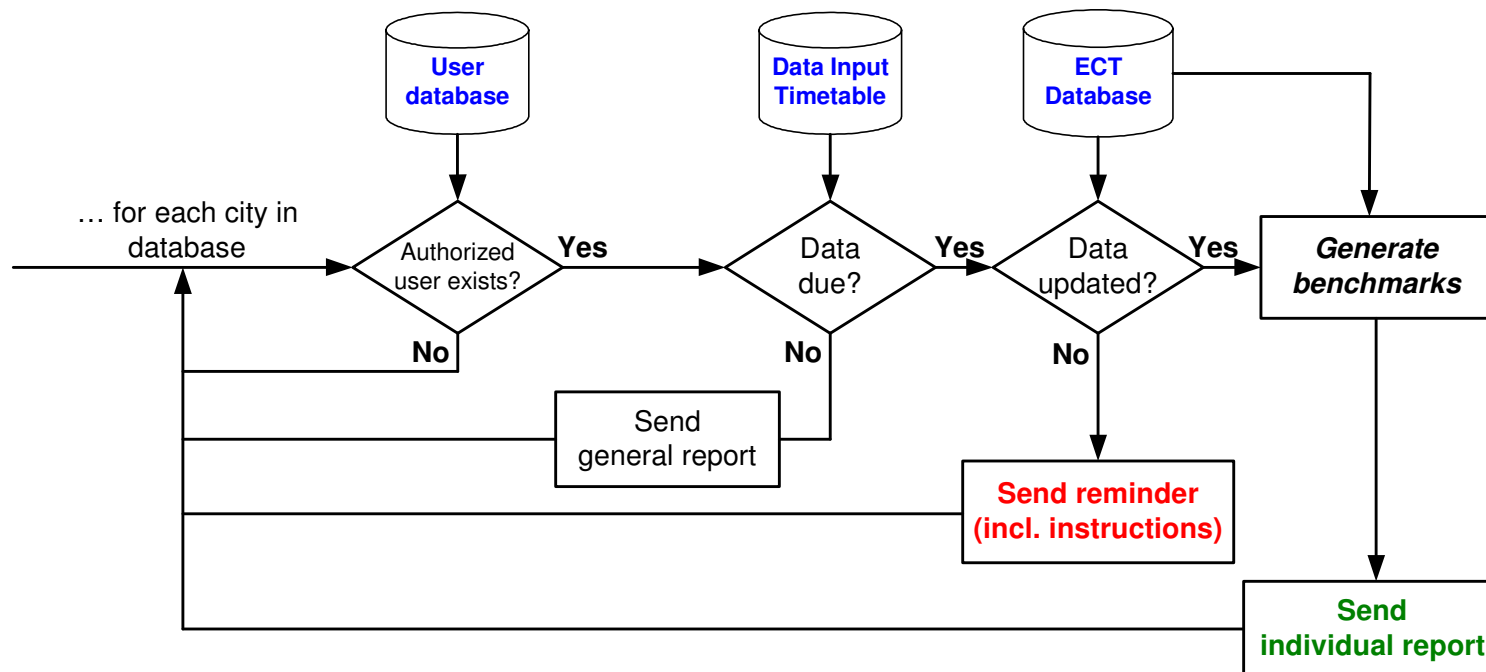 User
database
Data Input
Timetable
ECT
Database
… for each city in
database
Authorized
user exists?
Yes
Data
due?
Yes
Data
updated?
Yes
Generate
benchmarks
No
No
No
Send
general report
Send reminder
(incl. instructions)
Send
individual report